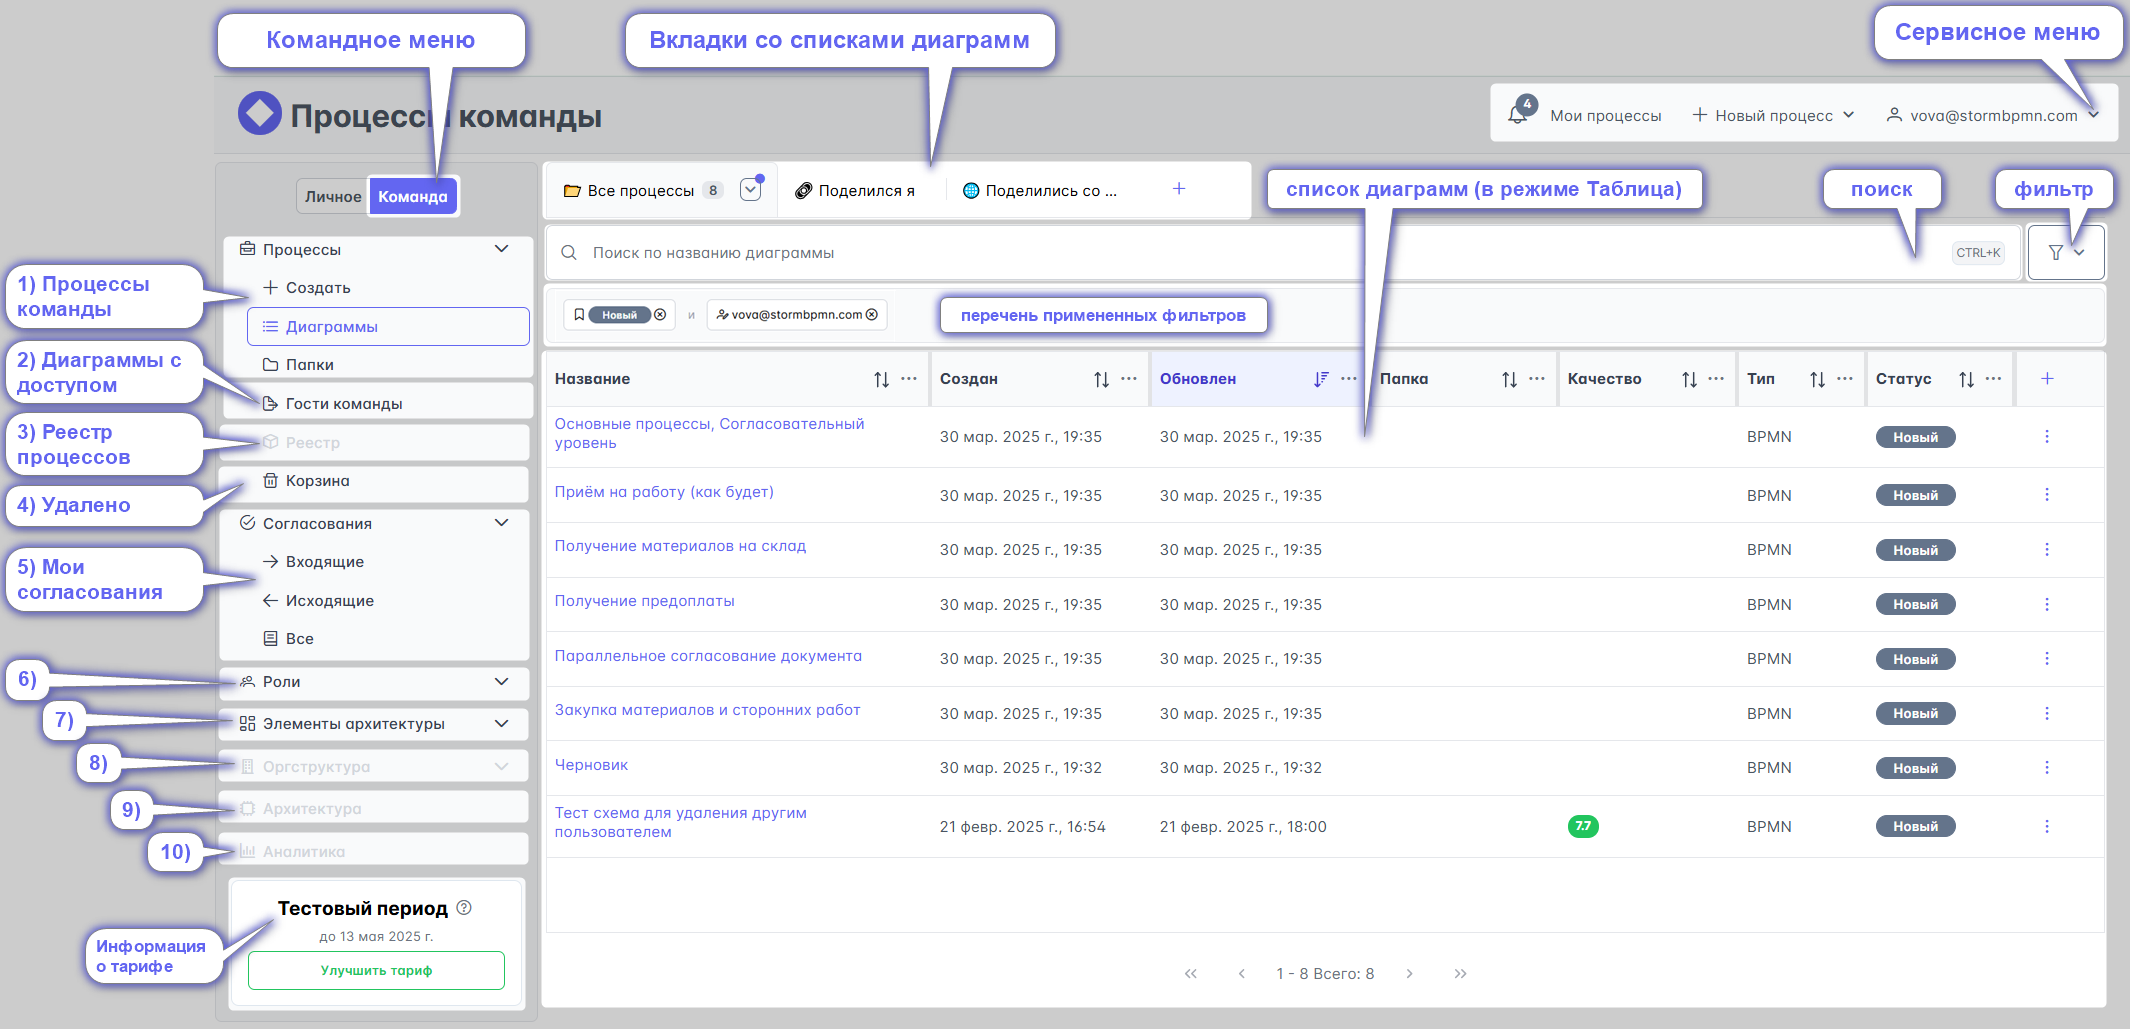 Командное меню
Вкладки со списками диаграмм
Сервисное меню
Процессы команды
4
Мои процессы
Новый процесс
vova@stormbpmn.com
Личное
Команда
Все процессы 8
Поделился я
Поделились со ...
+
список диаграмм (в режиме Таблица)
поиск
фильтр
Поиск по названию диаграммы
CTRL+K
Новый
и
vova@stormbpmn.com
перечень примененных фильтров
1) Процессы
команды
2) Диаграммы с
доступом
3) Реестр
процессов
4) Удалено
5) Мои
согласования
6)
7)
8)
9)
10)
Информация
о тарифе
Процессы
Создать
Диаграммы
Папки
Гости команды
Реестр
Корзина
Согласования
Входящие
Исходящие
Все
Роли
Элементы архитектуры
Оргструктура
Архитектура
Аналитика
Тестовый период
до 13 мая 2025 г.
Улучшить тариф
Название ··· Создан ··· Обновлен ··· Папка ··· Качество ··· Тип ··· Статус ··· +
Основные процессы, Согласовательный
уровень
30 мар. 2025 г., 19:35 30 мар. 2025 г., 19:35 BPMN Новый
Приём на работу (как будет) 30 мар. 2025 г., 19:35 30 мар. 2025 г., 19:35 BPMN Новый
Получение материалов на склад 30 мар. 2025 г., 19:35 30 мар. 2025 г., 19:35 BPMN Новый
Получение предоплаты 30 мар. 2025 г., 19:35 30 мар. 2025 г., 19:35 BPMN Новый
Параллельное согласование документа 30 мар. 2025 г., 19:35 30 мар. 2025 г., 19:35 BPMN Новый
Закупка материалов и сторонних работ 30 мар. 2025 г., 19:35 30 мар. 2025 г., 19:35 BPMN Новый
Черновик 30 мар. 2025 г., 19:32 30 мар. 2025 г., 19:32 BPMN Новый
Тест схема для удаления другим
пользователем
21 февр. 2025 г., 16:54 21 февр. 2025 г., 18:00 7.7 BPMN Новый
« ‹ 1 - 8 Всего: 8 › »